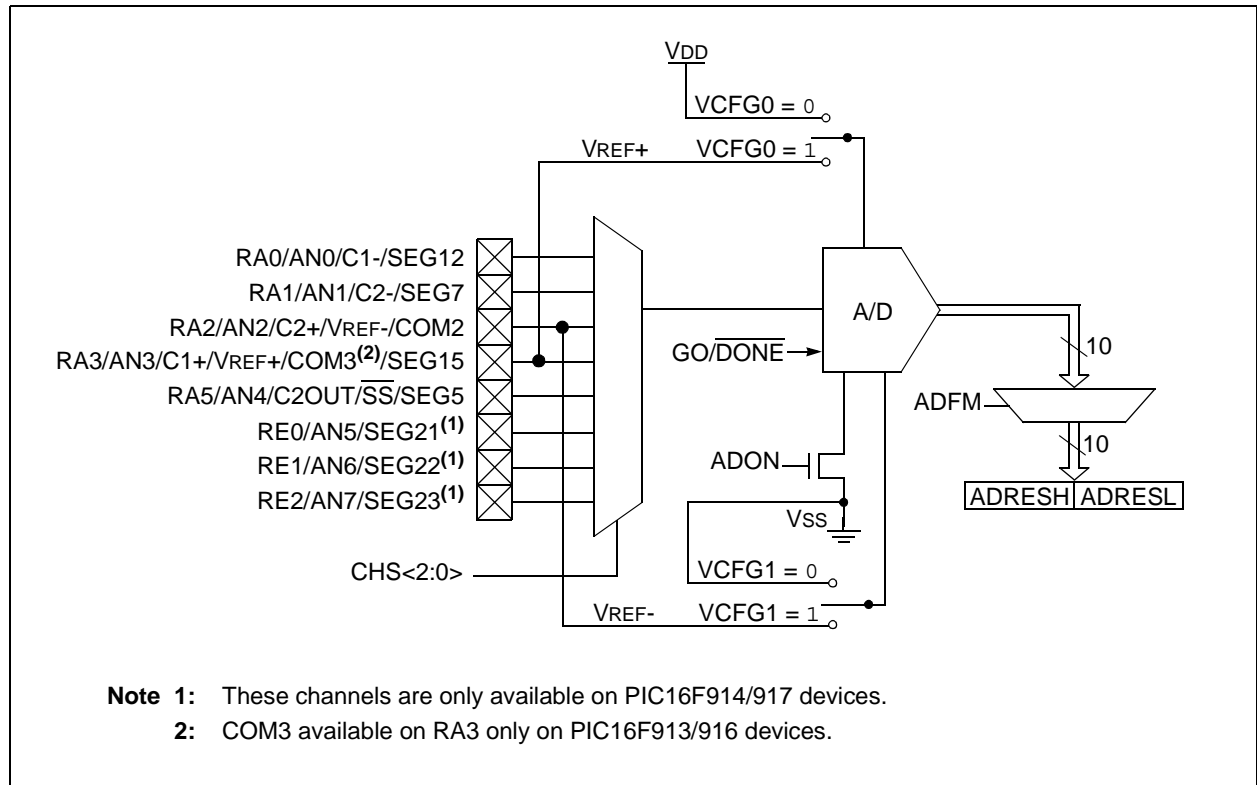 VDD
VCFG0 = 0
VREF+ VCFG0 = 1
RA0/AN0/C1-/SEG12
RA1/AN1/C2-/SEG7
RA2/AN2/C2+/VREF-/COM2
RA3/AN3/C1+/VREF+/COM3(2)/SEG15
RA5/AN4/C2OUT/SS/SEG5
RE0/AN5/SEG21(1)
RE1/AN6/SEG22(1)
RE2/AN7/SEG23(1)
CHS<2:0>
A/D
GO/DONE
10
ADFM
10
ADON
ADRESH ADRESL
VSS
VCFG1 = 0
VREF- VCFG1 = 1
Note 1: These channels are only available on PIC16F914/917 devices.
2: COM3 available on RA3 only on PIC16F913/916 devices.